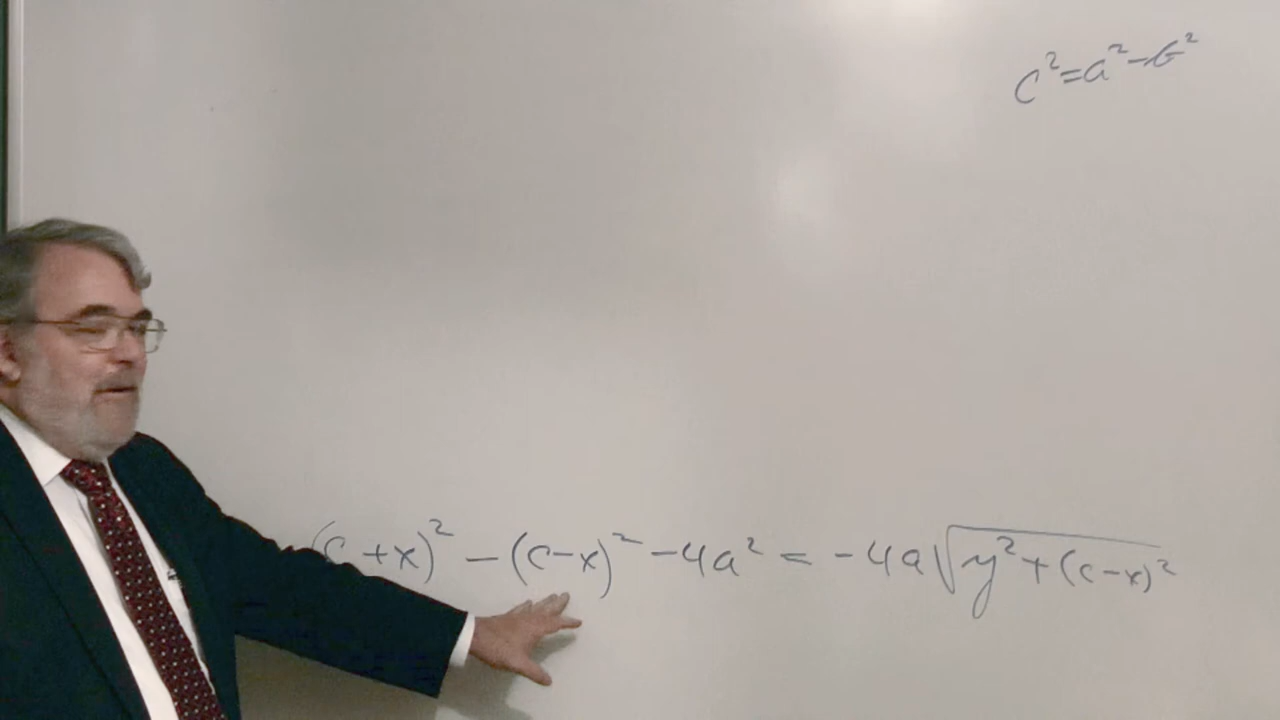 c²=a²-b²
(c+x)² - (c-x)² - 4a² = -4a√y²+(c-x)²